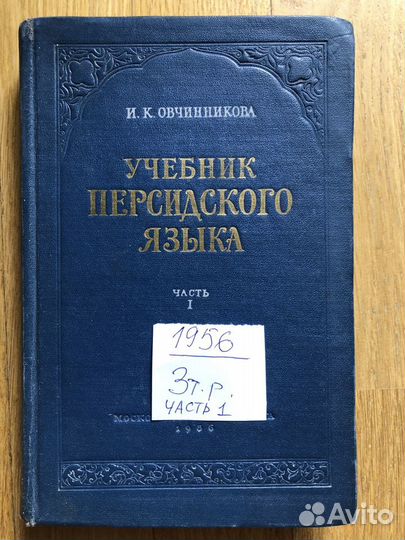 И. К. ОВЧИННИКОВА
УЧЕБНИК
ПЕРСИДСКОГО
ЯЗЫКА
ЧАСТЬ
I
1956
3т.р.
ЧАСТЬ 1
1956
Avito